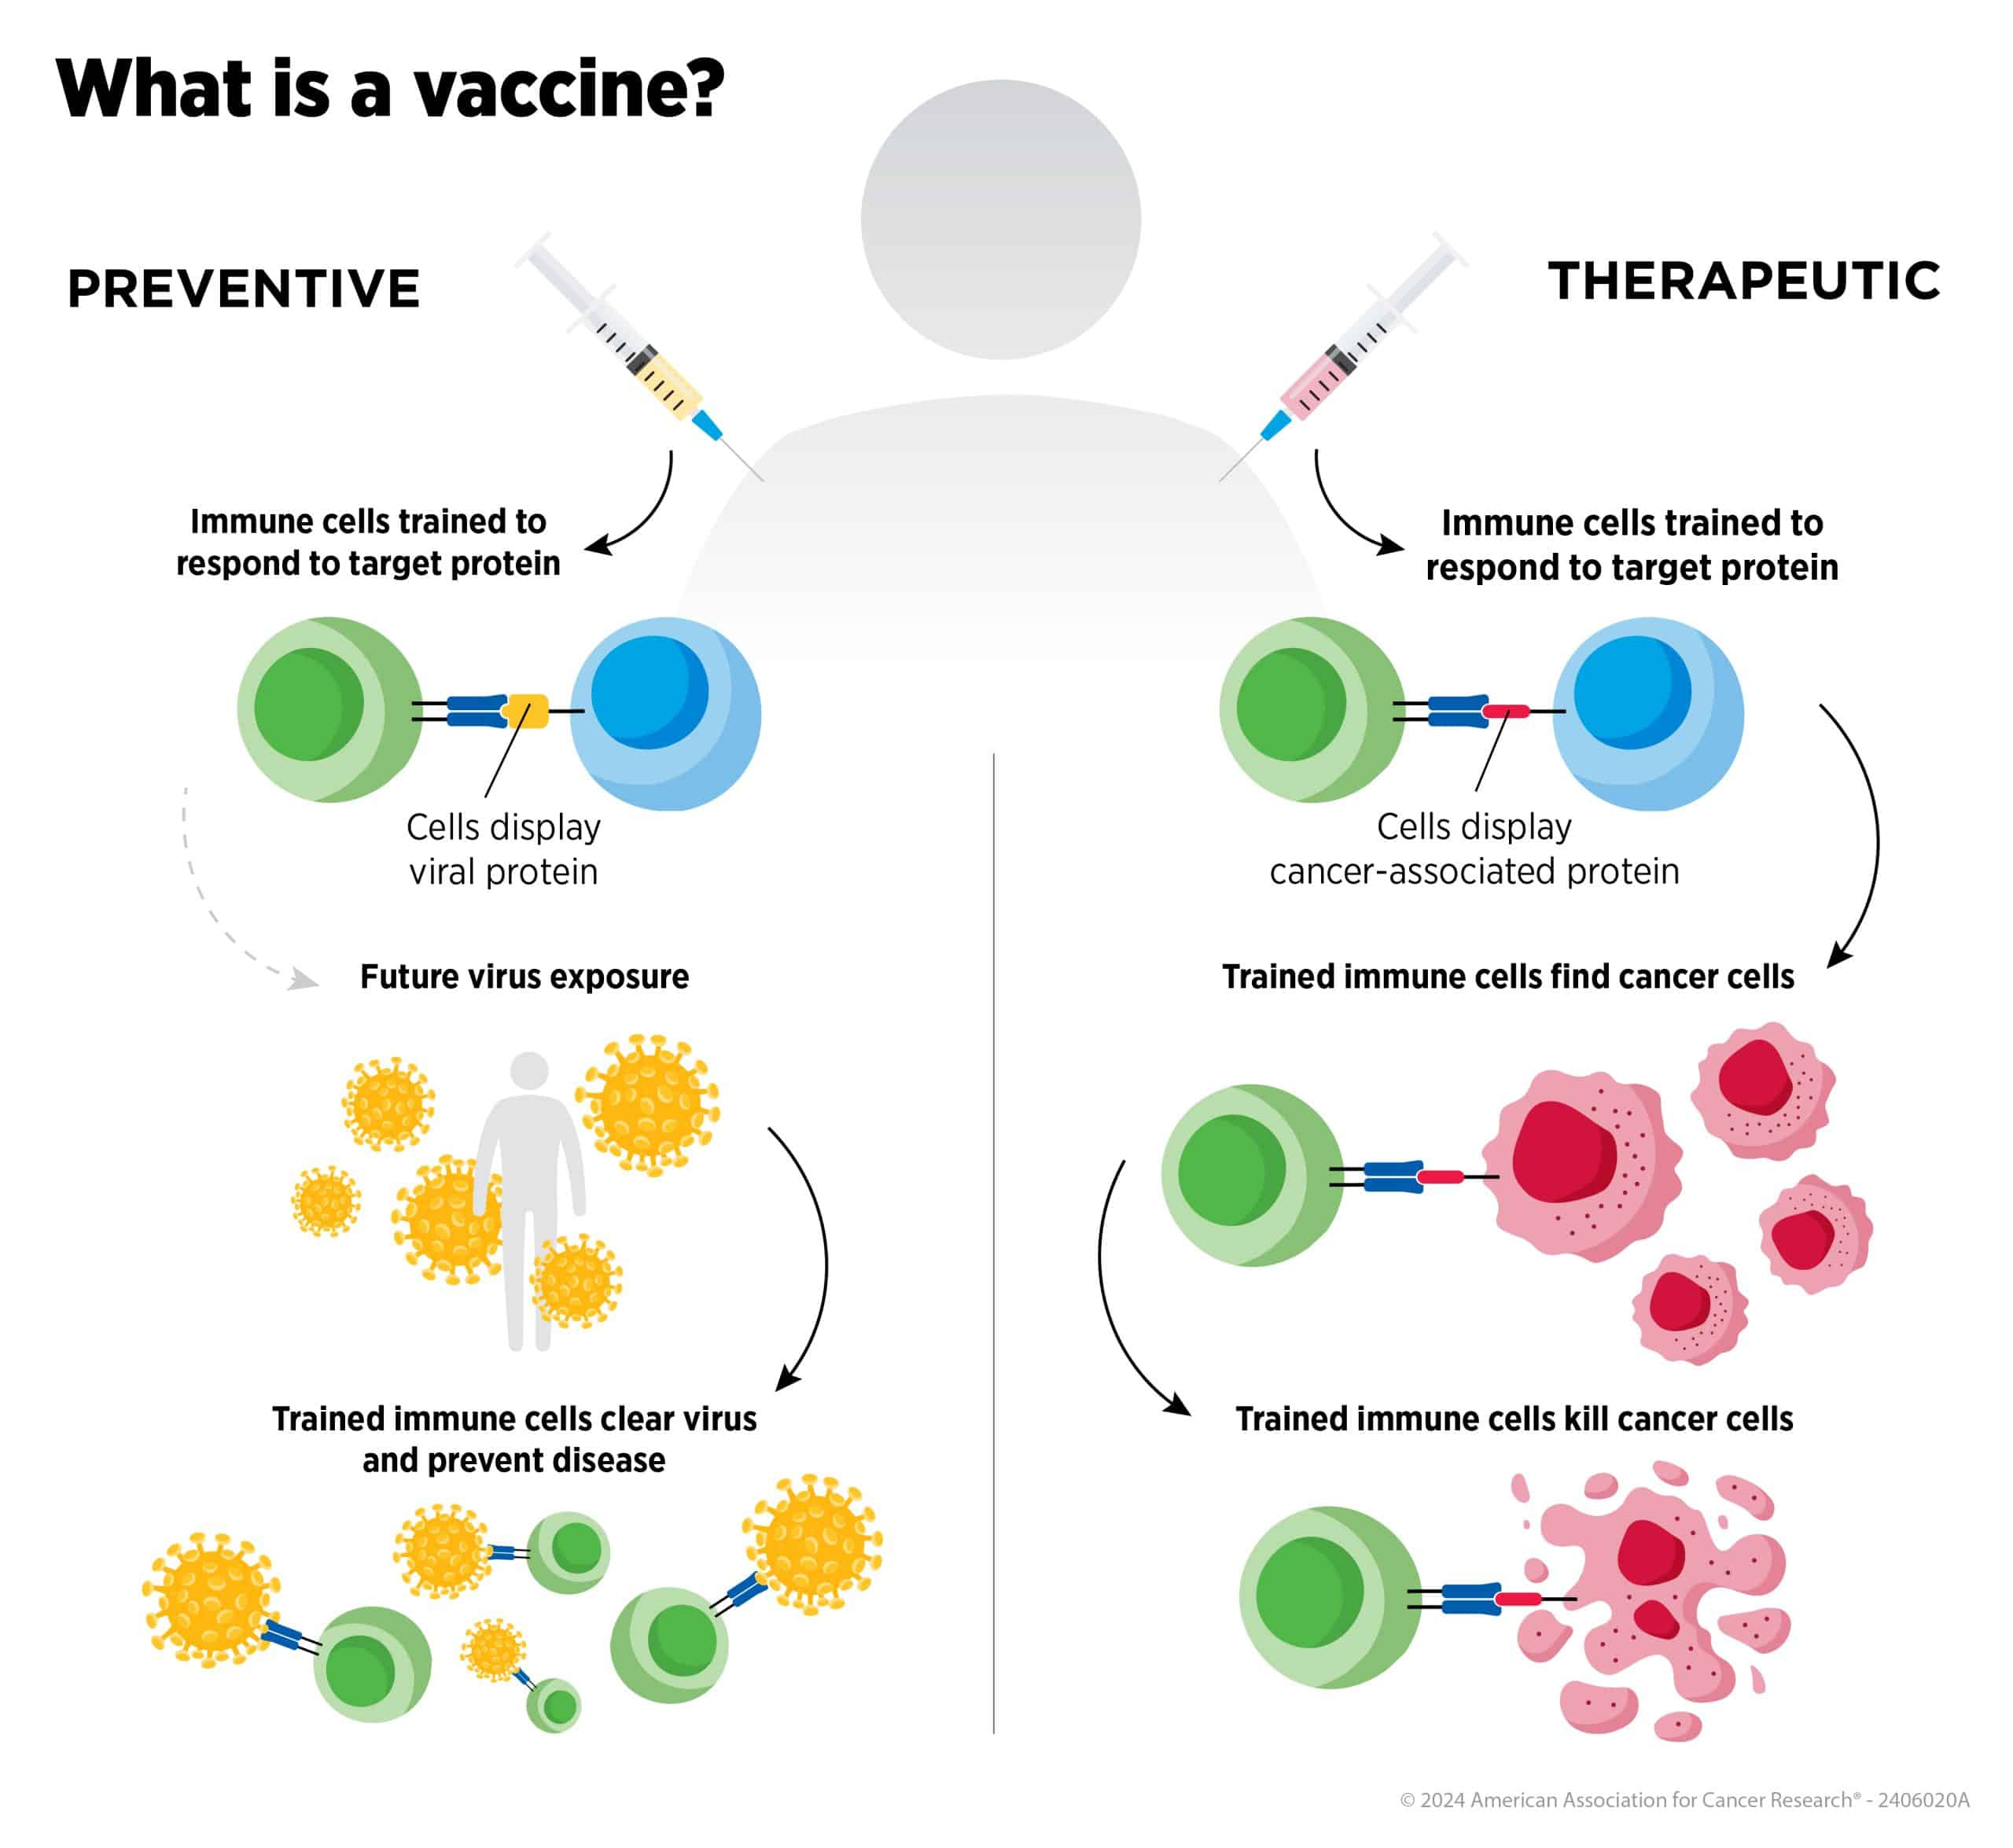 What is a vaccine?
PREVENTIVE
Immune cells trained to
respond to target protein
Cells display
viral protein
Future virus exposure
Trained immune cells clear virus
and prevent disease
THERAPEUTIC
Immune cells trained to
respond to target protein
Cells display
cancer-associated protein
Trained immune cells find cancer cells
Trained immune cells kill cancer cells
© 2024 American Association for Cancer Research® - 2406020A